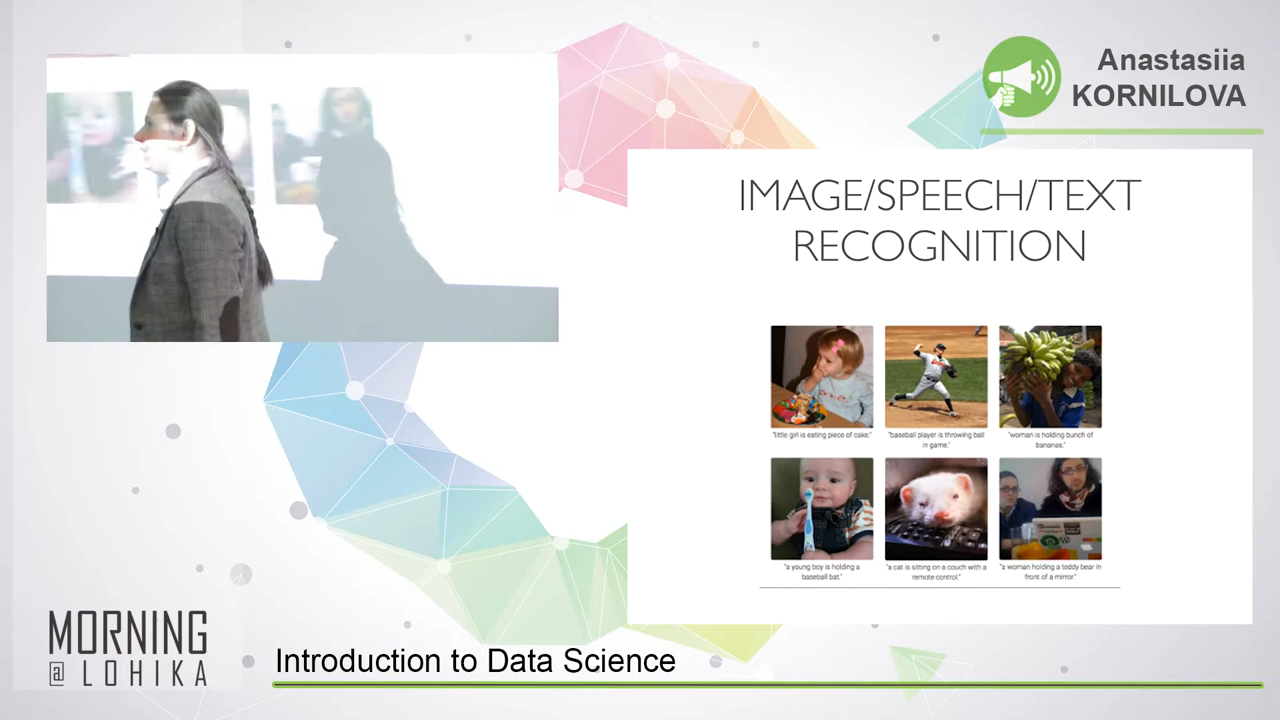 Anastasiia
KORNILOVA
IMAGE/SPEECH/TEXT
RECOGNITION
"little girl is eating piece of cake."
"baseball player is throwing ball
in game."
"woman is holding bunch of
bananas."
"a young boy is holding a
baseball bat."
"a cat is sitting on a couch with a
remote control."
"a woman holding a teddy bear in
front of a mirror."
MORNING
@ LOHIKA
Introduction to Data Science